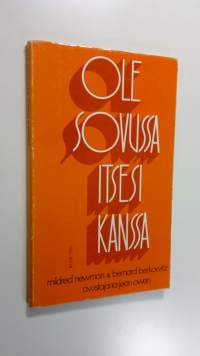 OLE
SOVUSSA
ITSESI
KANSSA
mildred newman & bernard berkowitz
avustajana jean owen